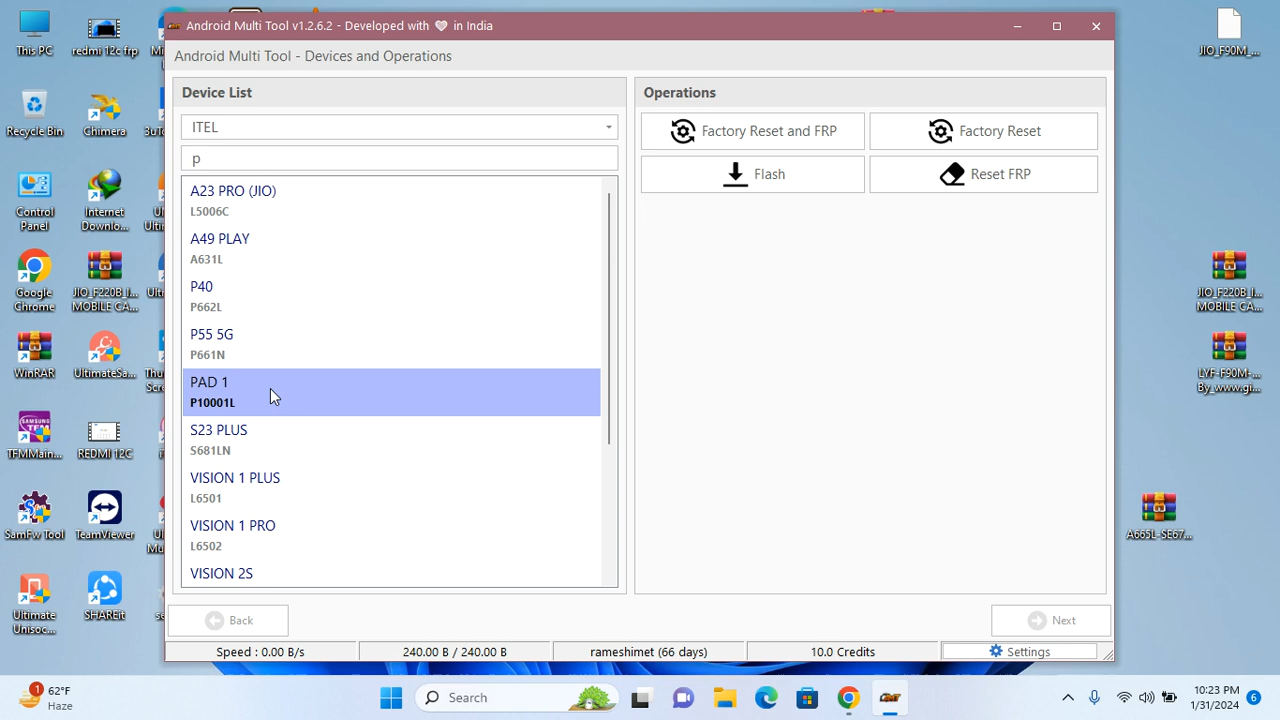 Android Multi Tool v1.2.6.2 - Developed with 🤍 in India
Android Multi Tool - Devices and Operations
Device List
ITEL
p
A23 PRO (JIO)
L5006C
A49 PLAY
A631L
P40
P662L
P55 5G
P661N
PAD 1
P10001L
S23 PLUS
S681LN
VISION 1 PLUS
L6501
VISION 1 PRO
L6502
VISION 2S
Operations
Factory Reset and FRP
Factory Reset
Flash
Reset FRP
Back
Next
Speed : 0.00 B/s
240.00 B / 240.00 B
rameshimet (66 days)
10.0 Credits
Settings
This PC
redmi 12c frp
Recycle Bin
Chimera
Control
Panel
Internet
Downlo...
Google
Chrome
JIO_F220B_I...
MOBILE CA...
WinRAR
UltimateSa...
TFMMain...
REDMI 12C
SamFw Tool
TeamViewer
Ultimate
Unisoc...
SHAREit
JIO_F90M_...
JIO_F220B_I...
MOBILE CA...
LYF-F90M-...
By_www.gi...
A665L-SE67...
1
62°F
Haze
Search
10:23 PM
1/31/2024
6